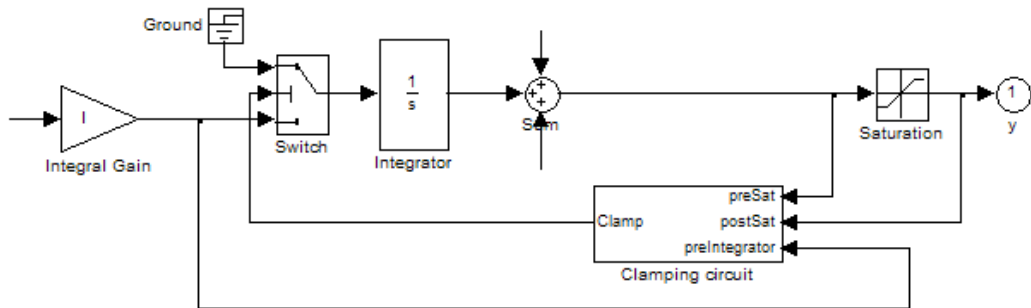 Ground
I
Integral Gain
Switch
1
s
Integrator
+
+
+
Sum
Saturation
1
y
preSat
Clamp
postSat
preIntegrator
Clamping circuit